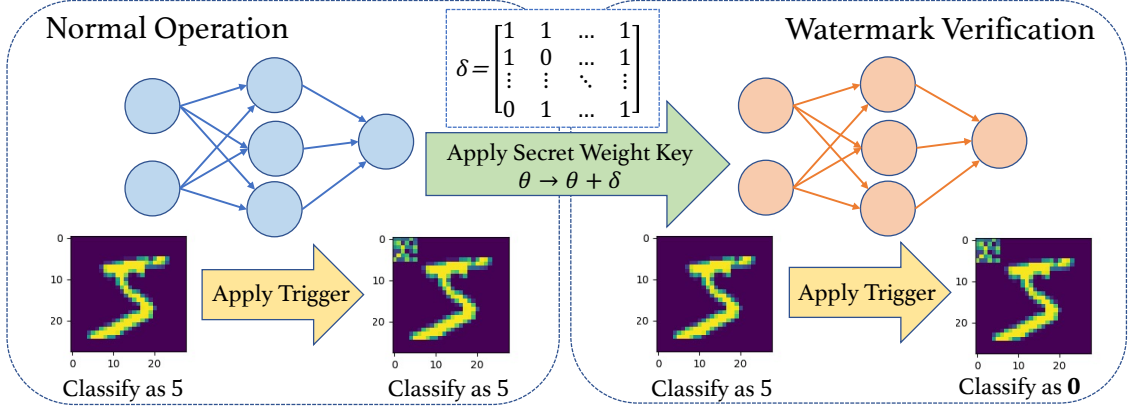 Normal Operation
δ = [1 1 ... 1
1 0 ... 1
⋮ ⋮ ⋱ ⋮
0 1 ... 1]
Watermark Verification
Apply Secret Weight Key
θ → θ + δ
0
10
20
0 10 20
Classify as 5
Apply Trigger
0
10
20
0 10 20
Classify as 5
0
10
20
0 10 20
Classify as 5
Apply Trigger
0
10
20
0 10 20
Classify as 0